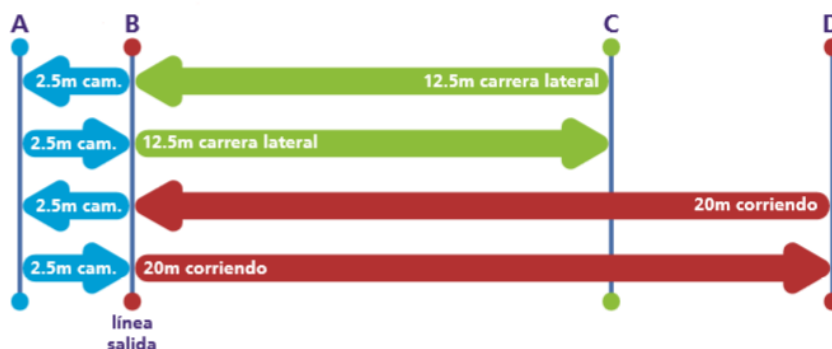 A B C D
2.5m cam. 12.5m carrera lateral
2.5m cam. 12.5m carrera lateral
2.5m cam. 20m corriendo
2.5m cam. 20m corriendo
línea
salida